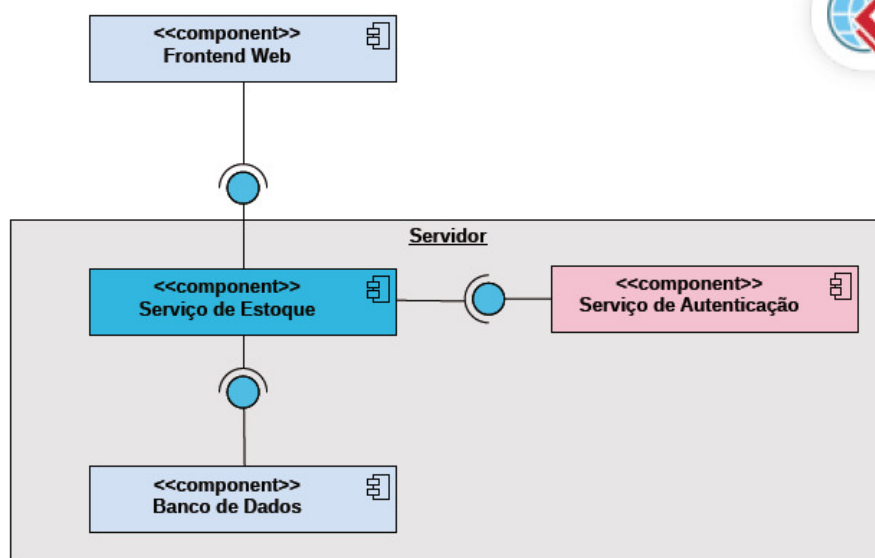 <<component>>
Frontend Web
Servidor
<<component>>
Serviço de Estoque
<<component>>
Serviço de Autenticação
<<component>>
Banco de Dados